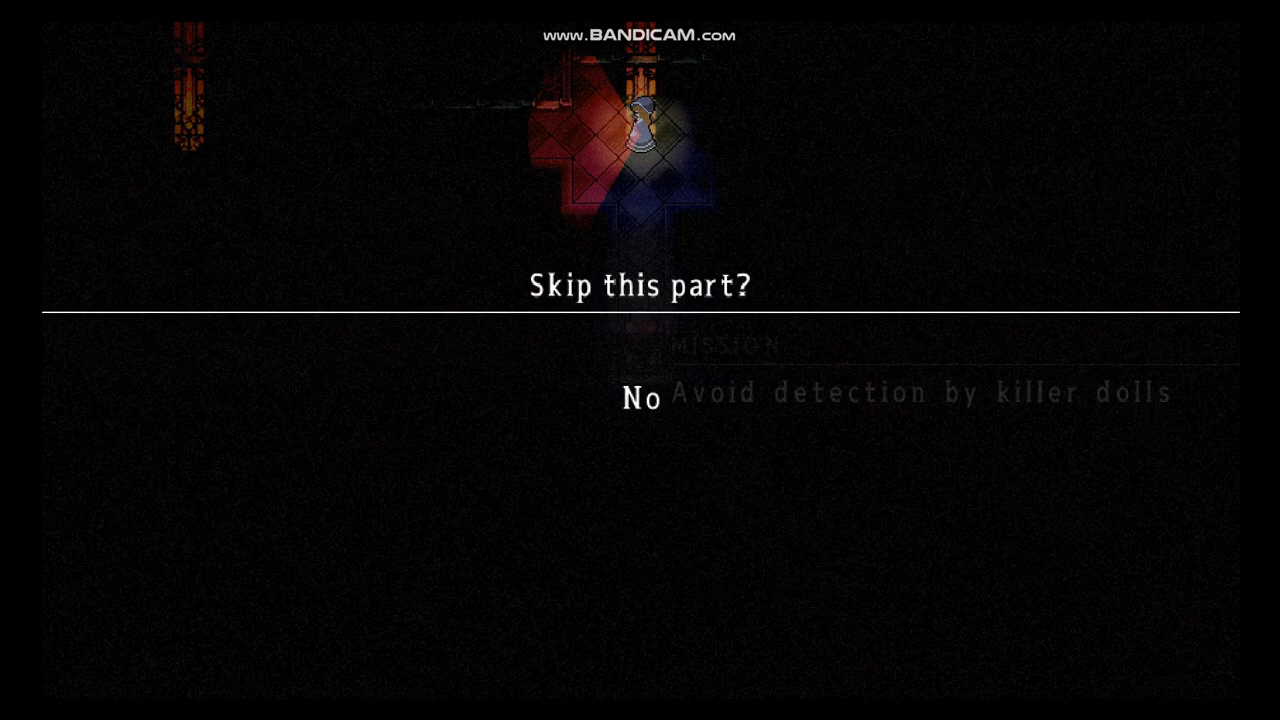 www.BANDICAM.com
Skip this part?
MISSION
No
Avoid detection by killer dolls